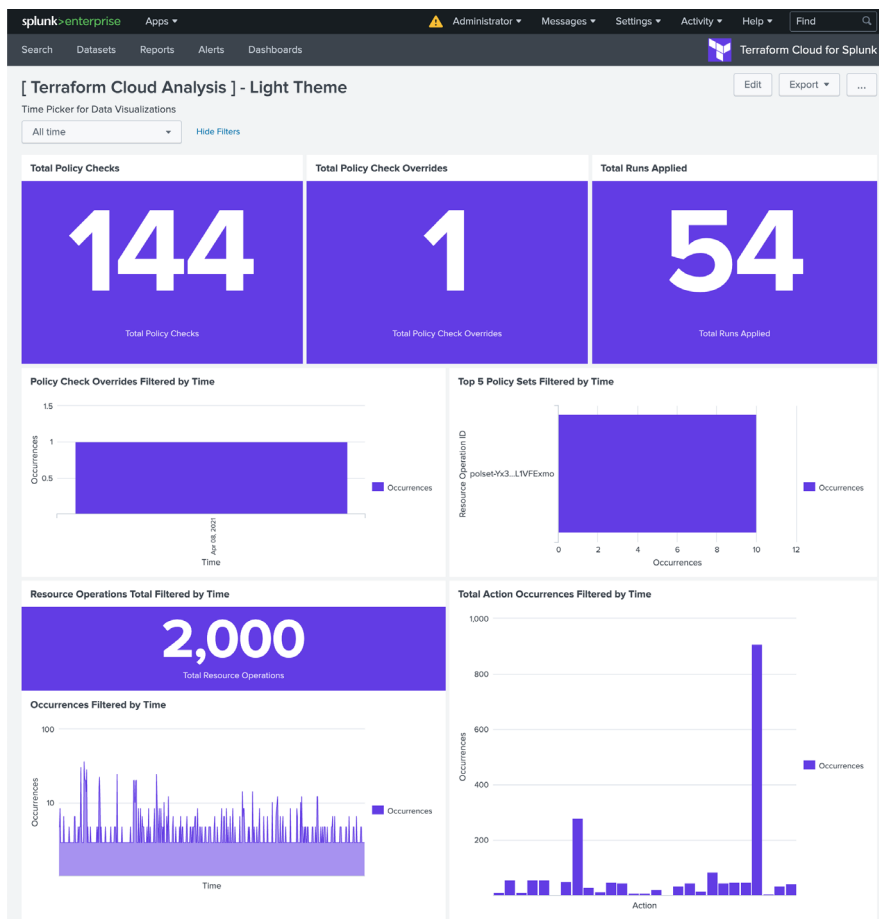 splunk>enterprise Apps Administrator Messages Settings Activity Help Find
Search Datasets Reports Alerts Dashboards Terraform Cloud for Splunk
[ Terraform Cloud Analysis ] - Light Theme Edit Export ...
Time Picker for Data Visualizations
All time Hide Filters
Total Policy Checks
144
Total Policy Checks
Total Policy Check Overrides
1
Total Policy Check Overrides
Total Runs Applied
54
Total Runs Applied
Policy Check Overrides Filtered by Time
1.5
1
0.5
Occurrences
Apr 08, 2021
Time
Occurrences
Top 5 Policy Sets Filtered by Time
Resource Operation ID
polset-Yx3...L1VFExmo
0 2 4 6 8 10 12
Occurrences
Occurrences
Resource Operations Total Filtered by Time
2,000
Total Resource Operations
Occurrences Filtered by Time
100
10
Occurrences
Time
Occurrences
Total Action Occurrences Filtered by Time
1,000
800
600
400
200
Occurrences
Action
Occurrences